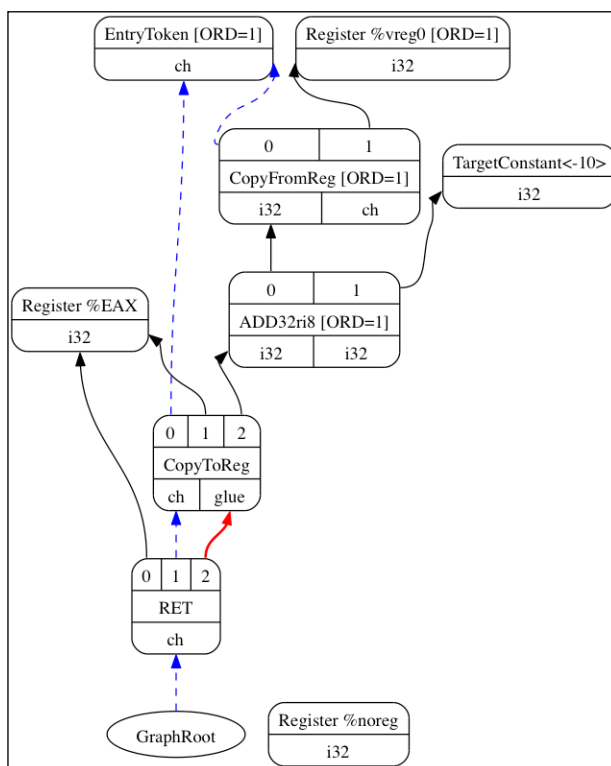 EntryToken [ORD=1]
ch
Register %vreg0 [ORD=1]
i32
0 1
CopyFromReg [ORD=1]
i32 ch
TargetConstant<-10>
i32
0 1
ADD32ri8 [ORD=1]
i32 i32
Register %EAX
i32
0 1 2
CopyToReg
ch glue
0 1 2
RET
ch
GraphRoot
Register %noreg
i32